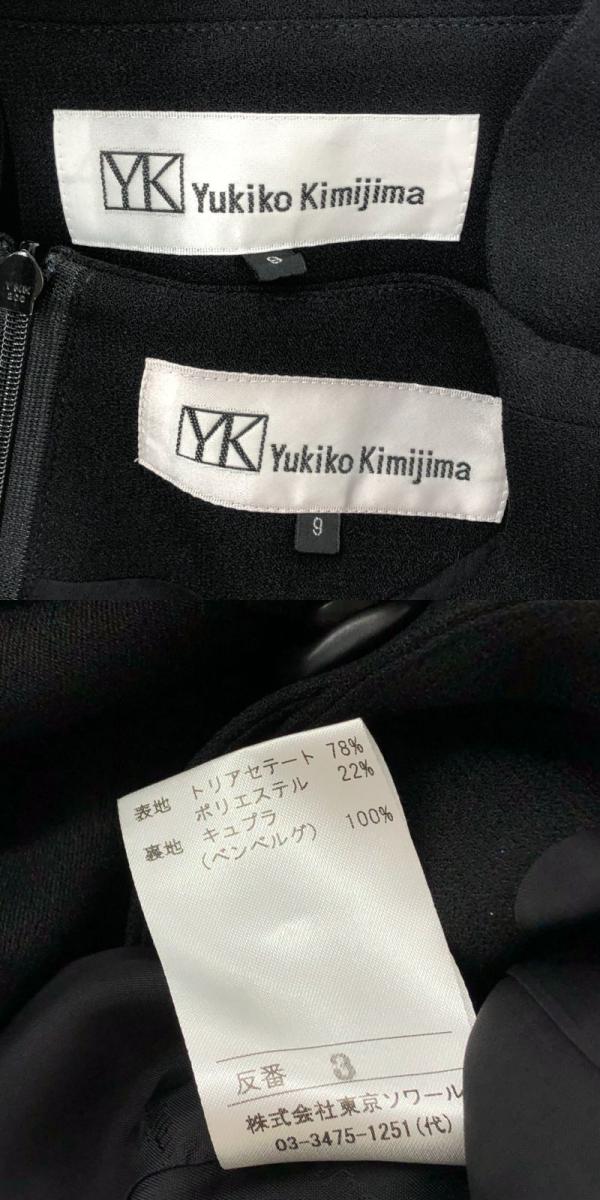 YK Yukiko Kimijima
9
YKK
YK Yukiko Kimijima
9
表地 トリアセテート 78%
ポリエステル 22%
裏地 キュプラ 100%
(ベンベルグ)
反番 3
株式会社東京ソワール
03-3475-1251(代)